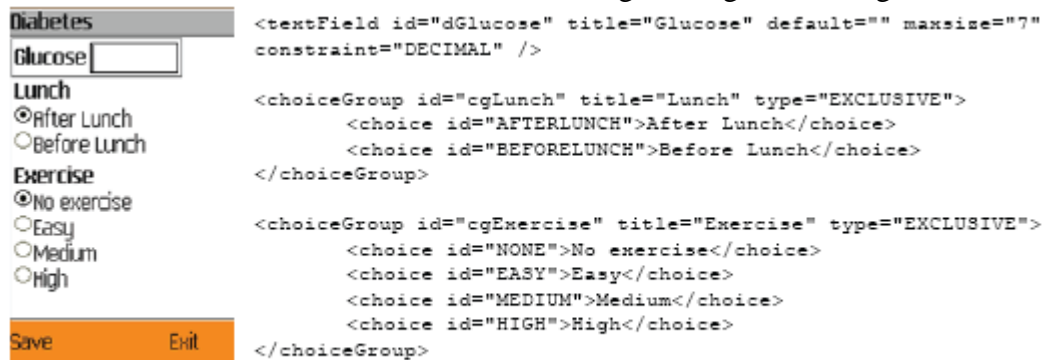 Diabetes
Glucose
Lunch
After Lunch
Before Lunch
Exercise
No exercise
Easy
Medium
High
Save Exit
<textField id="dGlucose" title="Glucose" default="" maxsize="7"
constraint="DECIMAL" />
<choiceGroup id="cgLunch" title="Lunch" type="EXCLUSIVE">
<choice id="AFTERLUNCH">After Lunch</choice>
<choice id="BEFORELUNCH">Before Lunch</choice>
</choiceGroup>
<choiceGroup id="cgExercise" title="Exercise" type="EXCLUSIVE">
<choice id="NONE">No exercise</choice>
<choice id="EASY">Easy</choice>
<choice id="MEDIUM">Medium</choice>
<choice id="HIGH">High</choice>
</choiceGroup>